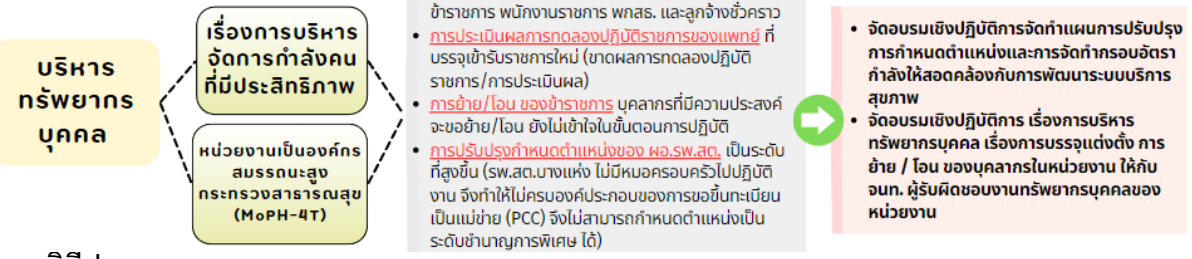 บริหาร
ทรัพยากร
บุคคล
เรื่องการบริหาร
จัดการกำลังคน
ที่มีประสิทธิภาพ
หน่วยงานเป็นองค์กร
สมรรถนะสูง
กระทรวงสาธารณสุข
(MoPH-4T)
ข้าราชการ พนักงานราชการ พกสธ. และลูกจ้างชั่วคราว
• การประเมินผลการทดลองปฏิบัติราชการของแพทย์ ที่
บรรจุเข้ารับราชการใหม่ (ขาดผลการทดลองปฏิบัติ
ราชการ/การประเมินผล)
• การย้าย/โอน ของข้าราชการ บุคลากรที่มีความประสงค์
จะขอย้าย/โอน ยังไม่เข้าใจในขั้นตอนการปฏิบัติ
• การปรับปรุงกำหนดตำแหน่งของ ผอ.รพ.สต. เป็นระดับ
ที่สูงขึ้น (รพ.สต.บางแห่ง ไม่มีหมอครอบครัวไปปฏิบัติ
งาน จึงทำให้ไม่ครบองค์ประกอบของการขอขึ้นทะเบียน
เป็นแม่ข่าย (PCC) จึงไม่สามารถกำหนดตำแหน่งเป็น
ระดับชำนาญการพิเศษ ได้)
• จัดอบรมเชิงปฏิบัติการการจัดทำแผนการปรับปรุง
การกำหนดตำแหน่งและการจัดทำกรอบอัตรา
กำลังให้สอดคล้องกับการพัฒนาระบบบริการ
สุขภาพ
• จัดอบรมเชิงปฏิบัติการ เรื่องการบริหาร
ทรัพยากรบุคคล เรื่องการบรรจุแต่งตั้ง การ
ย้าย / โอน ของบุคลากรในหน่วยงาน ให้กับ
จนท. ผู้รับผิดชอบงานทรัพยากรบุคคลของ
หน่วยงาน